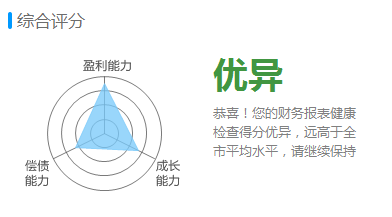 综合评分
盈利能力
偿债
能力
成长
能力
优异
恭喜！您的财务报表健康
检查得分优异，远高于全
市平均水平，请继续保持